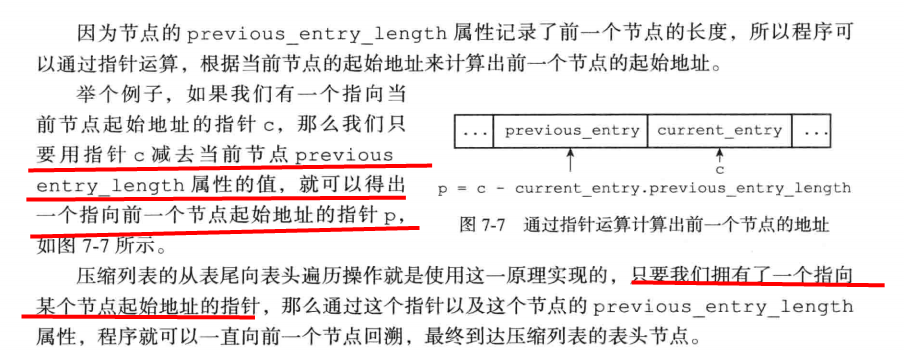 因为节点的 previous_entry_length 属性记录了前一个节点的长度，所以程序可
以通过指针运算，根据当前节点的起始地址来计算出前一个节点的起始地址。
举个例子，如果我们有一个指向当
前节点起始地址的指针 c，那么我们只
要用指针 c 减去当前节点 previous_
entry_length 属性的值，就可以得出
一个指向前一个节点起始地址的指针 p，
如图 7-7 所示。
... previous_entry current_entry ...
c
p = c - current_entry.previous_entry_length
图 7-7 通过指针运算计算出前一个节点的地址
压缩列表的从表尾向表头遍历操作就是使用这一原理实现的，只要我们拥有了一个指向
某个节点起始地址的指针，那么通过这个指针以及这个节点的 previous_entry_length
属性，程序就可以一直向前一个节点回溯，最终到达压缩列表的表头节点。